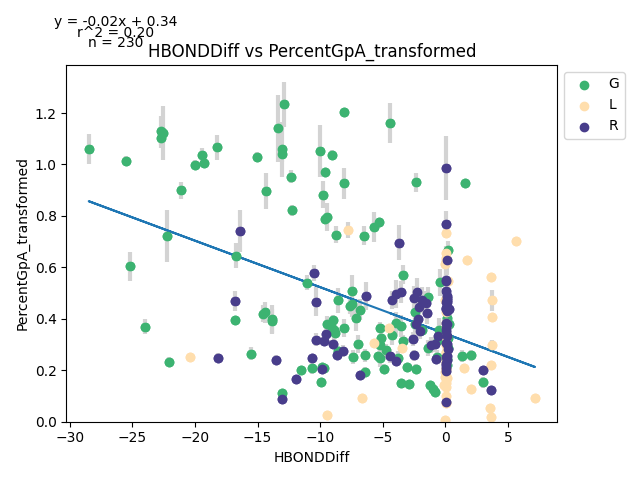 y = -0.02x + 0.34
r^2 = 0.20
n = 230
HBONDDiff vs PercentGpA_transformed
G
L
R
PercentGpA_transformed
1.2
1.0
0.8
0.6
0.4
0.2
0.0
−30
−25
−20
−15
−10
−5
0
5
HBONDDiff